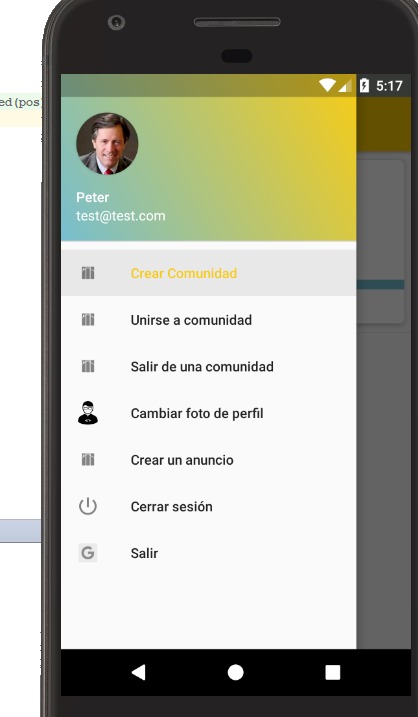 ed(pos
5:17
Peter
test@test.com
Crear Comunidad
Unirse a comunidad
Salir de una comunidad
Cambiar foto de perfil
Crear un anuncio
Cerrar sesión
G Salir